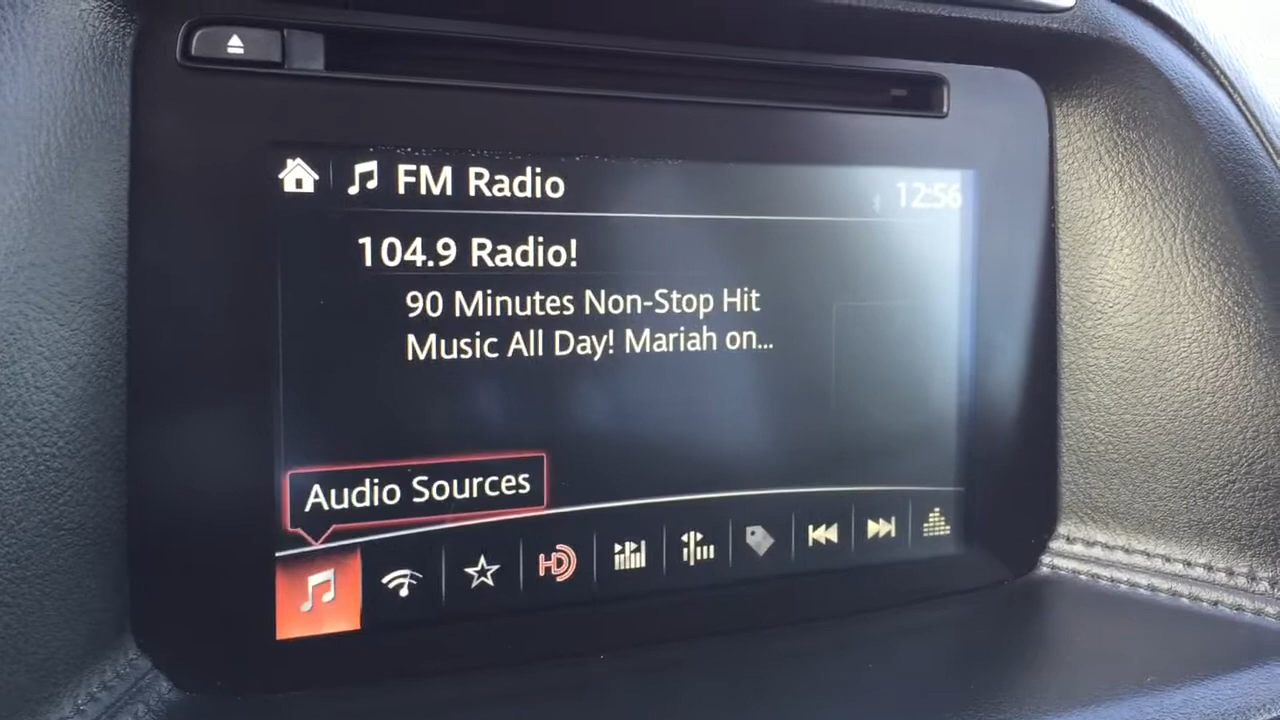 FM Radio
12:56
104.9 Radio!
90 Minutes Non-Stop Hit
Music All Day! Mariah on...
Audio Sources
HD